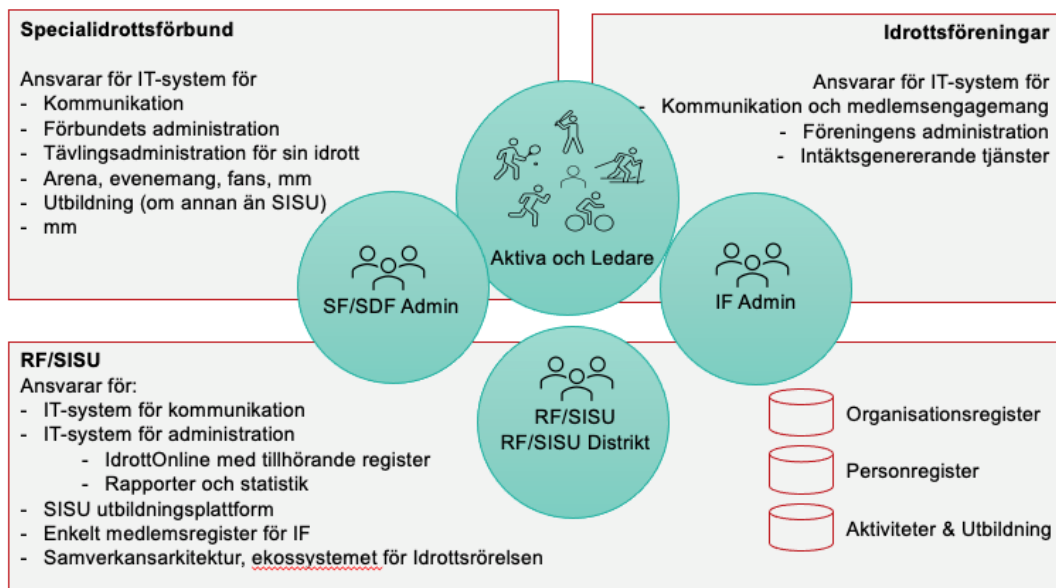 Specialidrottsförbund
Ansvarar för IT-system för
- Kommunikation
- Förbundets administration
- Tävlingsadministration för sin idrott
- Arena, evenemang, fans, mm
- Utbildning (om annan än SISU)
- mm
Idrottsföreningar
Ansvarar för IT-system för
- Kommunikation och medlemsengagemang
- Föreningens administration
- Intäktsgenererande tjänster
Aktiva och Ledare
SF/SDF Admin
IF Admin
RF/SISU
RF/SISU Distrikt
RF/SISU
Ansvarar för:
- IT-system för kommunikation
- IT-system för administration
- IdrottOnline med tillhörande register
- Rapporter och statistik
- SISU utbildningsplattform
- Enkelt medlemsregister för IF
- Samverkansarkitektur, ekossystemet för Idrottsrörelsen
Organisationsregister
Personregister
Aktiviteter & Utbildning